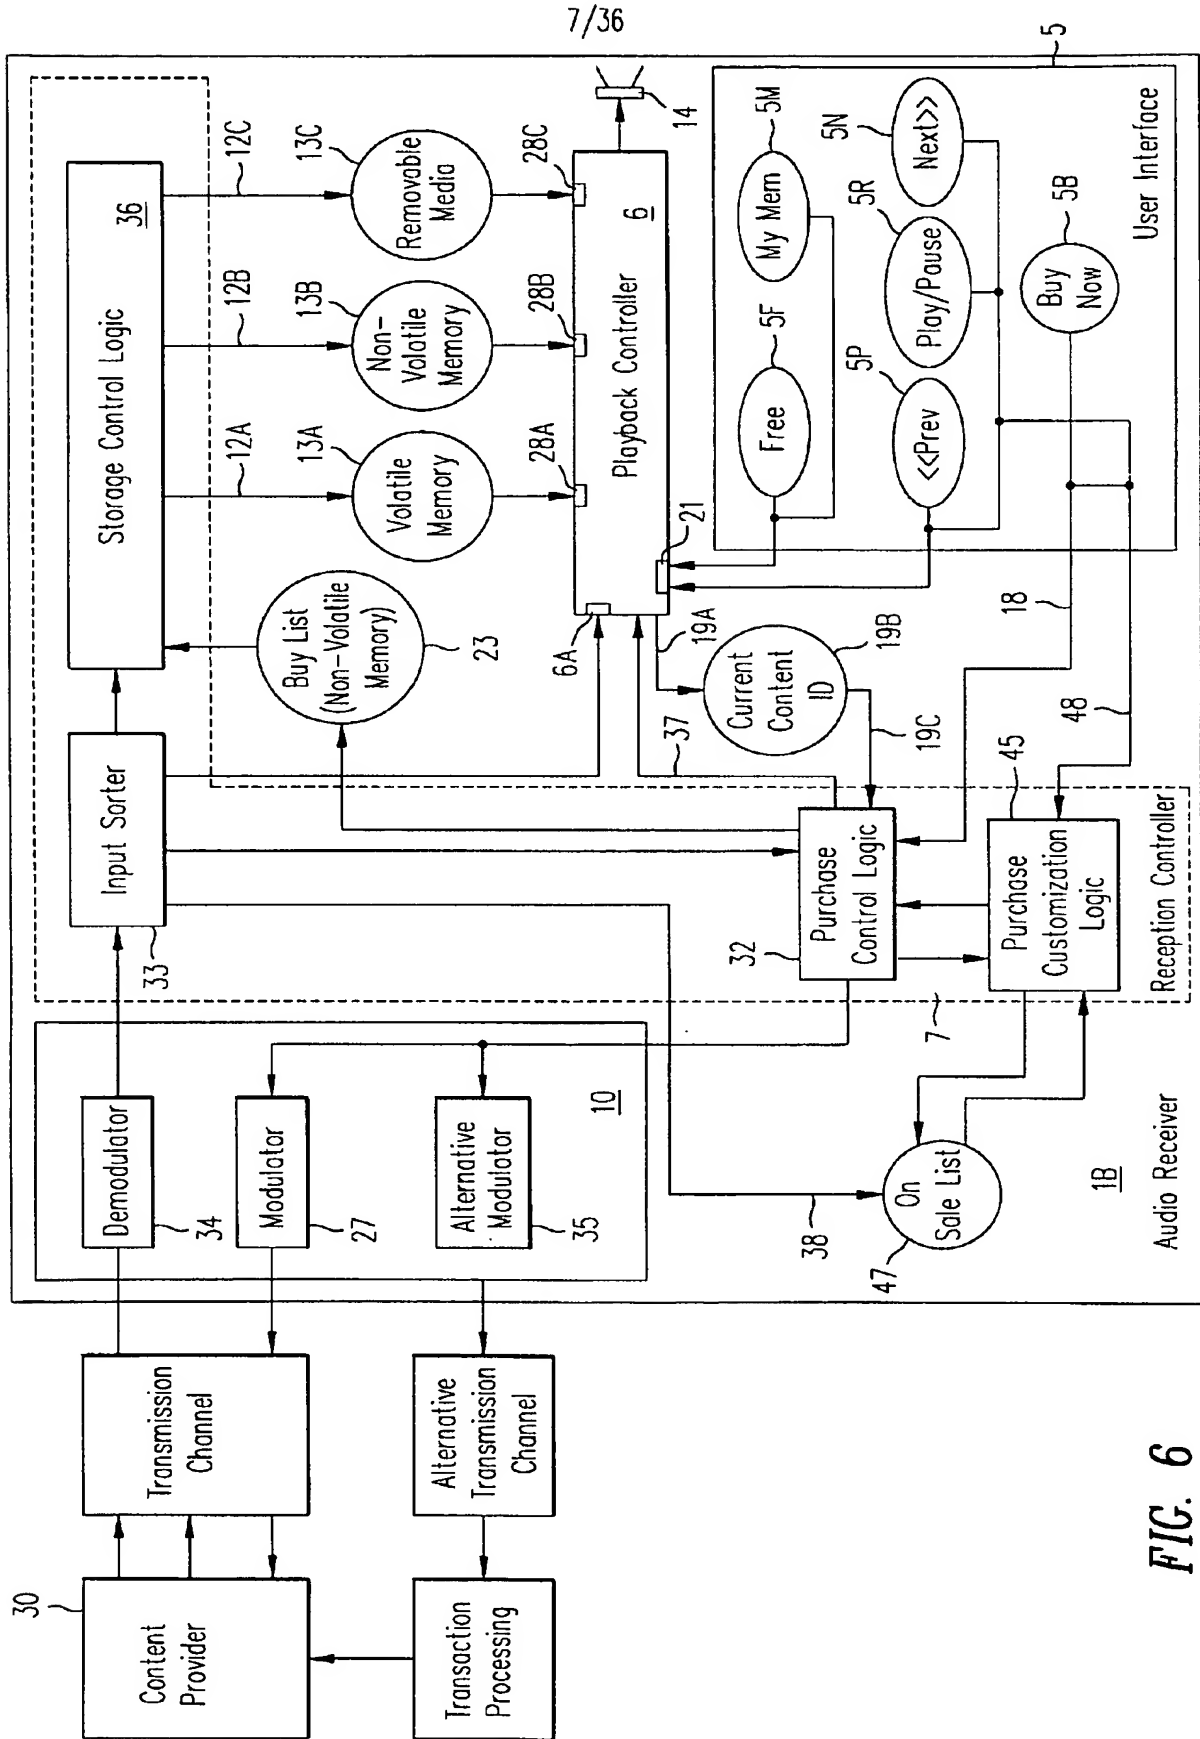 7/36
30
Content
Provider
Transmission
Channel
Transaction
Processing
Alternative
Transmission
Channel
Demodulator
34
Modulator
27
Alternative
Modulator
35
10
Input Sorter
33
Storage Control Logic
36
12A
12B
12C
Buy List
(Non-Volatile
Memory)
23
Volatile
Memory
13A
Non-
Volatile
Memory
13B
Removable
Media
13C
28A
28B
28C
6A
Playback Controller
6
14
21
37
19A
Current
Content
ID
19B
19C
Purchase
Control Logic
32
Purchase
Customization
Logic
45
7
Reception Controller
38
On
Sale List
47
1B
Audio Receiver
18
48
5
Free
5F
My Mem
5M
<<Prev
5P
Play/Pause
5R
Next>>
5N
Buy
Now
5B
User Interface
FIG. 6